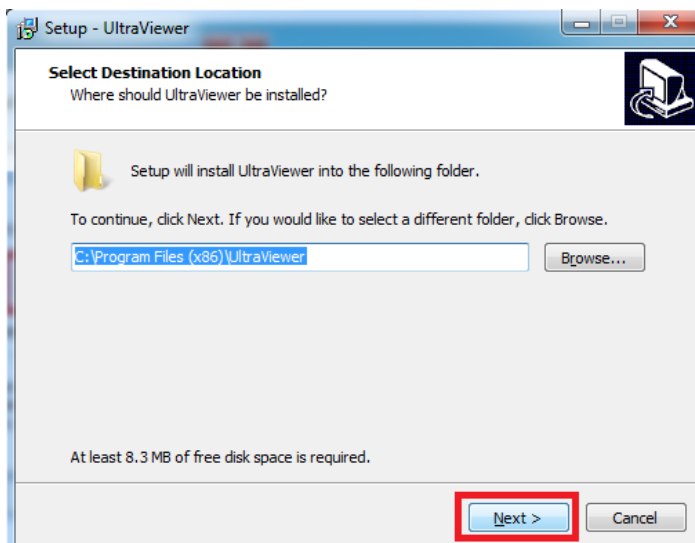 Setup - UltraViewer
Select Destination Location
Where should UltraViewer be installed?
Setup will install UltraViewer into the following folder.
To continue, click Next. If you would like to select a different folder, click Browse.
C:\Program Files (x86)\UltraViewer
Browse...
At least 8.3 MB of free disk space is required.
Next >
Cancel